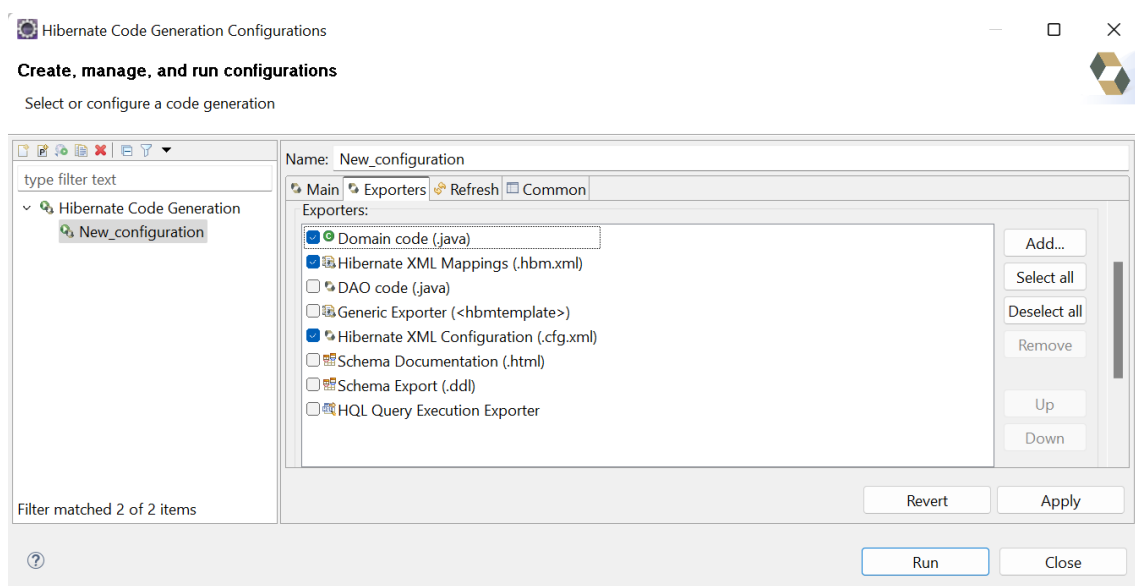 Hibernate Code Generation Configurations
Create, manage, and run configurations
Select or configure a code generation
type filter text
Hibernate Code Generation
New_configuration
Filter matched 2 of 2 items
Name: New_configuration
Main Exporters Refresh Common
Exporters:
Domain code (.java)
Hibernate XML Mappings (.hbm.xml)
DAO code (.java)
Generic Exporter (<hbmtemplate>)
Hibernate XML Configuration (.cfg.xml)
Schema Documentation (.html)
Schema Export (.ddl)
HQL Query Execution Exporter
Add...
Select all
Deselect all
Remove
Up
Down
Revert Apply
Run Close